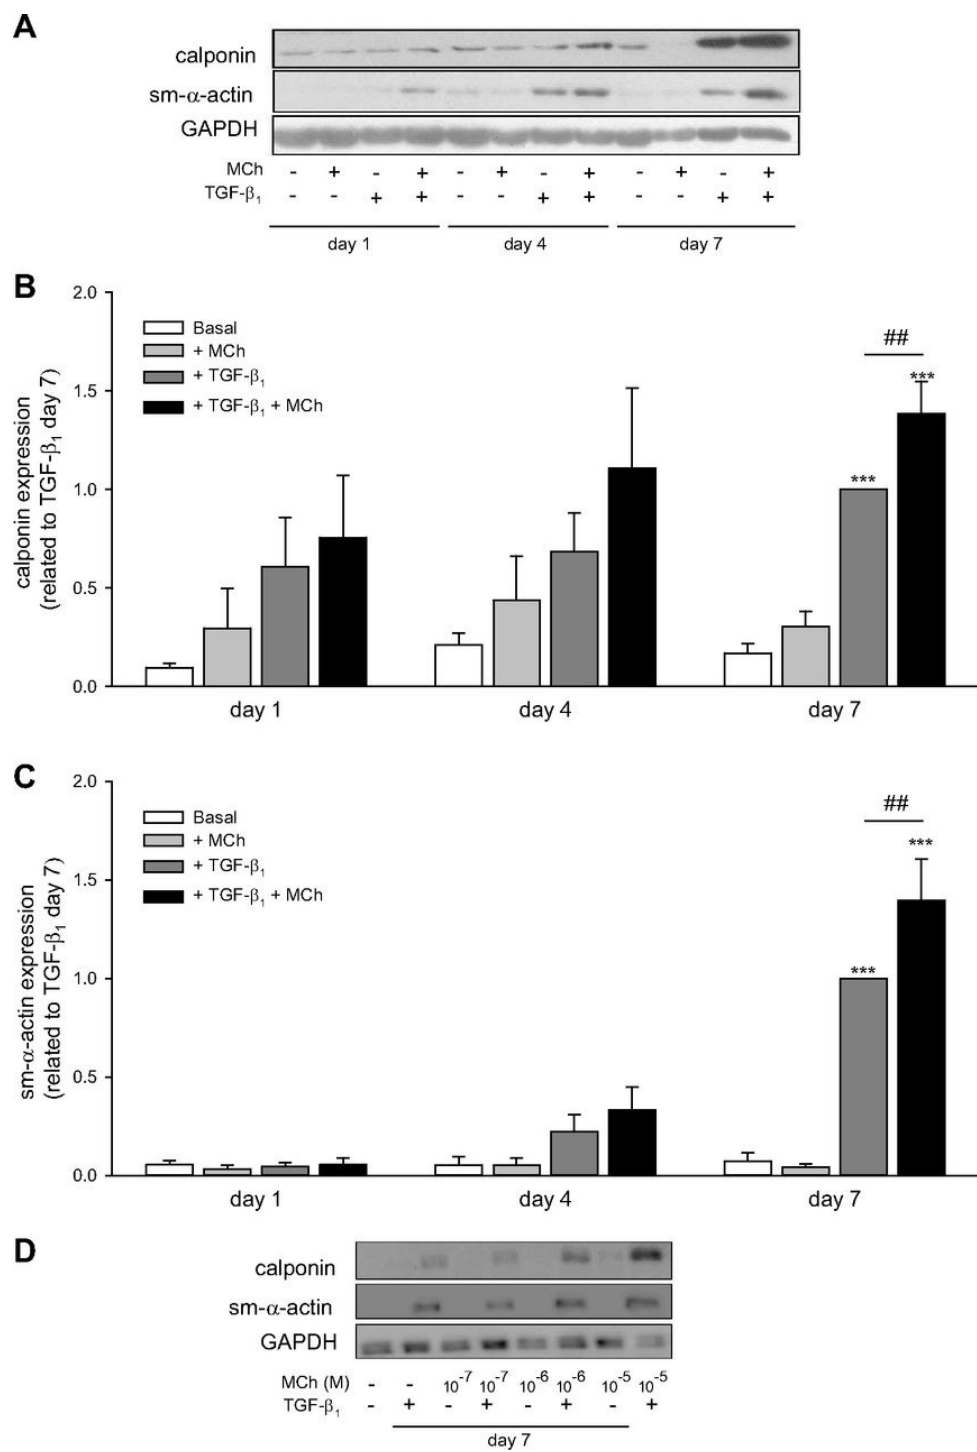 A
calponin
sm-α-actin
GAPDH
MCh - + - + - + - + - + - +
TGF-β₁ - - + + - - + + - - + +
day 1 day 4 day 7
B
2.0
1.5
1.0
0.5
0.0
calponin expression
(related to TGF-β₁ day 7)
Basal
+ MCh
+ TGF-β₁
+ TGF-β₁ + MCh
##
***
***
day 1 day 4 day 7
C
2.0
1.5
1.0
0.5
0.0
sm-α-actin expression
(related to TGF-β₁ day 7)
Basal
+ MCh
+ TGF-β₁
+ TGF-β₁ + MCh
##
***
***
day 1 day 4 day 7
D
calponin
sm-α-actin
GAPDH
MCh (M) - - 10⁻⁷ 10⁻⁷ 10⁻⁶ 10⁻⁶ 10⁻⁵ 10⁻⁵
TGF-β₁ - + - + - + - +
day 7